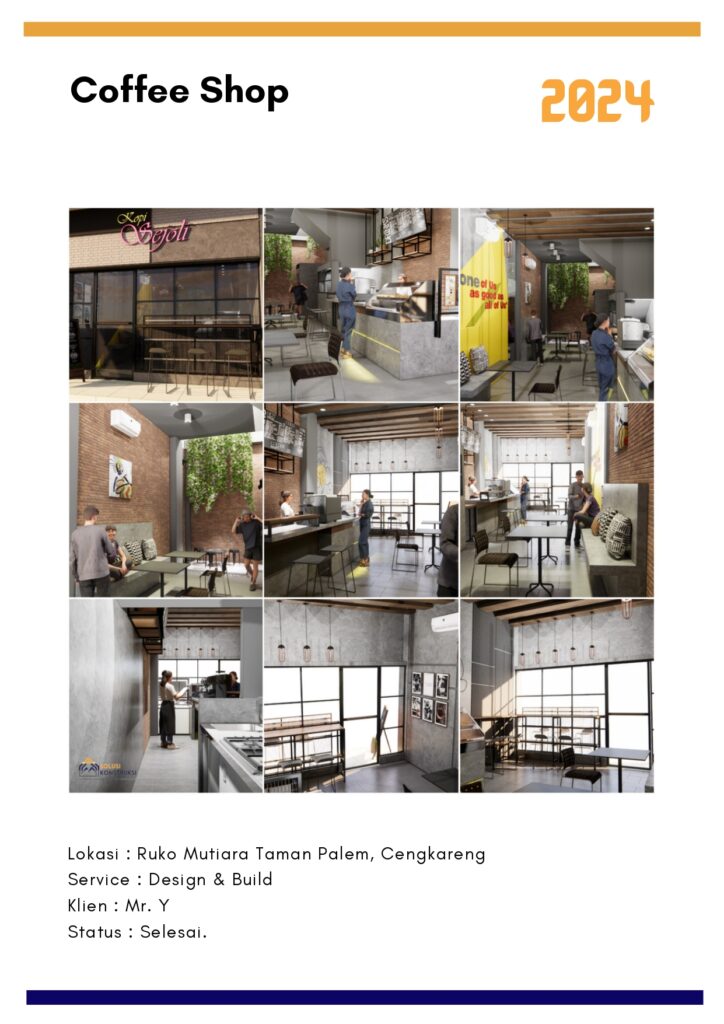 Coffee Shop
2024
Kopi
Sejoli
one of Us
as good as
all of Us
SOLUSI
KONSTRUKSI
Lokasi : Ruko Mutiara Taman Palem, Cengkareng
Service : Design & Build
Klien : Mr. Y
Status : Selesai.